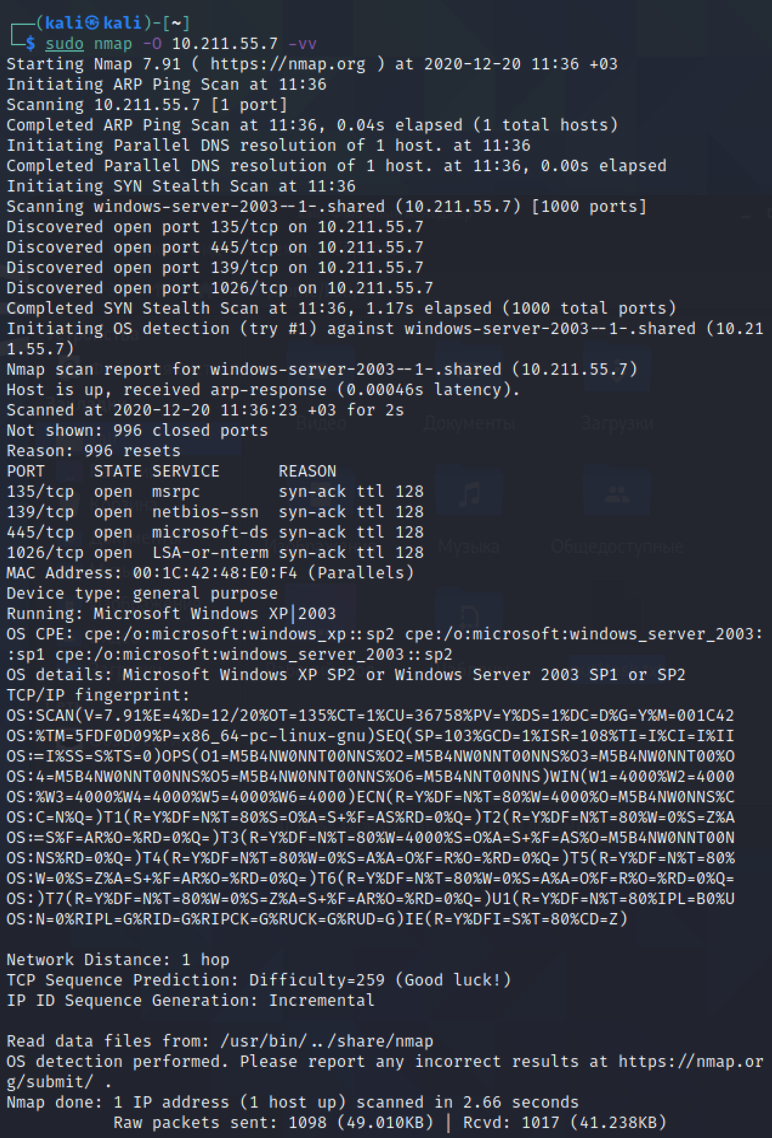 ┌──(kali㉿kali)-[~]
└─$ sudo nmap -O 10.211.55.7 -vv
Starting Nmap 7.91 ( https://nmap.org ) at 2020-12-20 11:36 +03
Initiating ARP Ping Scan at 11:36
Scanning 10.211.55.7 [1 port]
Completed ARP Ping Scan at 11:36, 0.04s elapsed (1 total hosts)
Initiating Parallel DNS resolution of 1 host. at 11:36
Completed Parallel DNS resolution of 1 host. at 11:36, 0.00s elapsed
Initiating SYN Stealth Scan at 11:36
Scanning windows-server-2003--1-.shared (10.211.55.7) [1000 ports]
Discovered open port 135/tcp on 10.211.55.7
Discovered open port 445/tcp on 10.211.55.7
Discovered open port 139/tcp on 10.211.55.7
Discovered open port 1026/tcp on 10.211.55.7
Completed SYN Stealth Scan at 11:36, 1.17s elapsed (1000 total ports)
Initiating OS detection (try #1) against windows-server-2003--1-.shared (10.21
1.55.7)
Nmap scan report for windows-server-2003--1-.shared (10.211.55.7)
Host is up, received arp-response (0.00046s latency).
Scanned at 2020-12-20 11:36:23 +03 for 2s
Видео Документы Загрузки
Not shown: 996 closed ports
Reason: 996 resets
PORT     STATE SERVICE      REASON
135/tcp  open  msrpc        syn-ack ttl 128
139/tcp  open  netbios-ssn  syn-ack ttl 128
445/tcp  open  microsoft-ds syn-ack ttl 128
1026/tcp open  LSA-or-nterm syn-ack ttl 128
Музыка Общедоступные
MAC Address: 00:1C:42:48:E0:F4 (Parallels)
Device type: general purpose
Running: Microsoft Windows XP|2003
OS CPE: cpe:/o:microsoft:windows_xp::sp2 cpe:/o:microsoft:windows_server_2003:
:sp1 cpe:/o:microsoft:windows_server_2003::sp2
OS details: Microsoft Windows XP SP2 or Windows Server 2003 SP1 or SP2
TCP/IP fingerprint:
OS:SCAN(V=7.91%E=4%D=12/20%OT=135%CT=1%CU=36758%PV=Y%DS=1%DC=D%G=Y%M=001C42
OS:%TM=5FDF0D09%P=x86_64-pc-linux-gnu)SEQ(SP=103%GCD=1%ISR=108%TI=I%CI=I%II
OS:=I%SS=S%TS=0)OPS(O1=M5B4NW0NNT00NNS%O2=M5B4NW0NNT00NNS%O3=M5B4NW0NNT00%O
OS:4=M5B4NW0NNT00NNS%O5=M5B4NW0NNT00NNS%O6=M5B4NNT00NNS)WIN(W1=4000%W2=4000
OS:%W3=4000%W4=4000%W5=4000%W6=4000)ECN(R=Y%DF=N%T=80%W=4000%O=M5B4NW0NNS%C
OS:C=N%Q=)T1(R=Y%DF=N%T=80%S=O%A=S+%F=AS%RD=0%Q=)T2(R=Y%DF=N%T=80%W=0%S=Z%A
OS:=S%F=AR%O=%RD=0%Q=)T3(R=Y%DF=N%T=80%W=4000%S=O%A=S+%F=AS%O=M5B4NW0NNT00N
OS:NS%RD=0%Q=)T4(R=Y%DF=N%T=80%W=0%S=A%A=O%F=R%O=%RD=0%Q=)T5(R=Y%DF=N%T=80%
OS:W=0%S=Z%A=S+%F=AR%O=%RD=0%Q=)T6(R=Y%DF=N%T=80%W=0%S=A%A=O%F=R%O=%RD=0%Q=
OS:)T7(R=Y%DF=N%T=80%W=0%S=Z%A=S+%F=AR%O=%RD=0%Q=)U1(R=Y%DF=N%T=80%IPL=B0%U
OS:N=0%RIPL=G%RID=G%RIPCK=G%RUCK=G%RUD=G)IE(R=Y%DFI=S%T=80%CD=Z)
Network Distance: 1 hop
TCP Sequence Prediction: Difficulty=259 (Good luck!)
IP ID Sequence Generation: Incremental
Read data files from: /usr/bin/../share/nmap
OS detection performed. Please report any incorrect results at https://nmap.or
g/submit/ .
Nmap done: 1 IP address (1 host up) scanned in 2.66 seconds
Raw packets sent: 1098 (49.010KB) | Rcvd: 1017 (41.238KB)